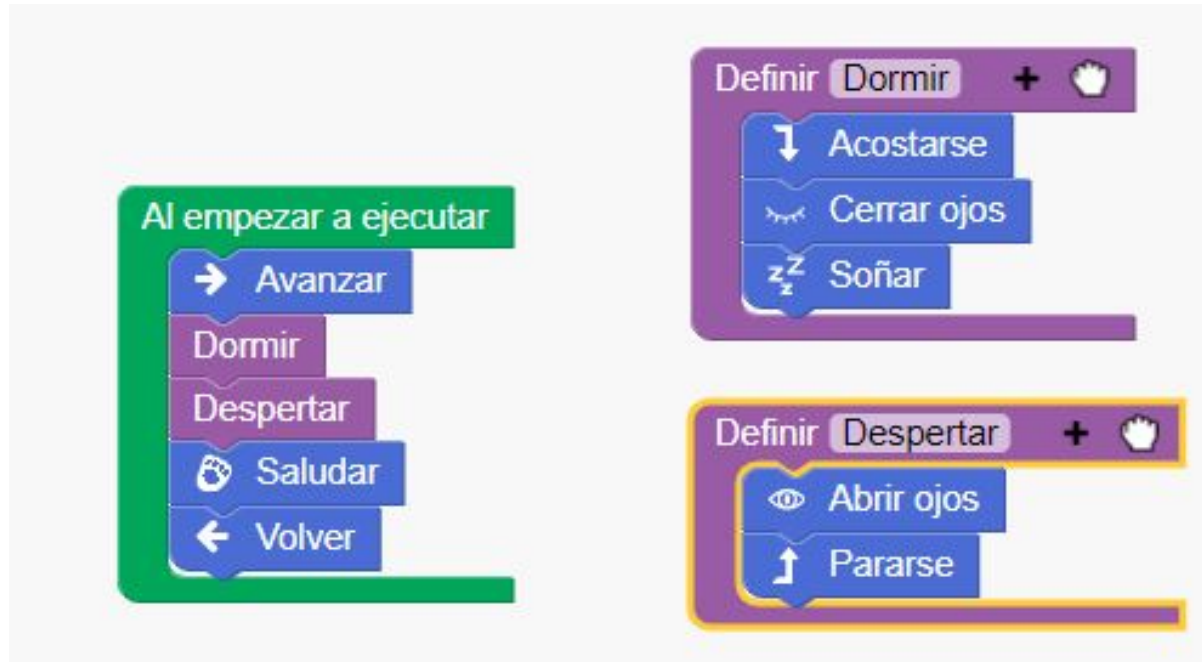 Al empezar a ejecutar
Avanzar
Dormir
Despertar
Saludar
Volver
Definir Dormir +
Acostarse
Cerrar ojos
zzz Soñar
Definir Despertar +
Abrir ojos
Pararse